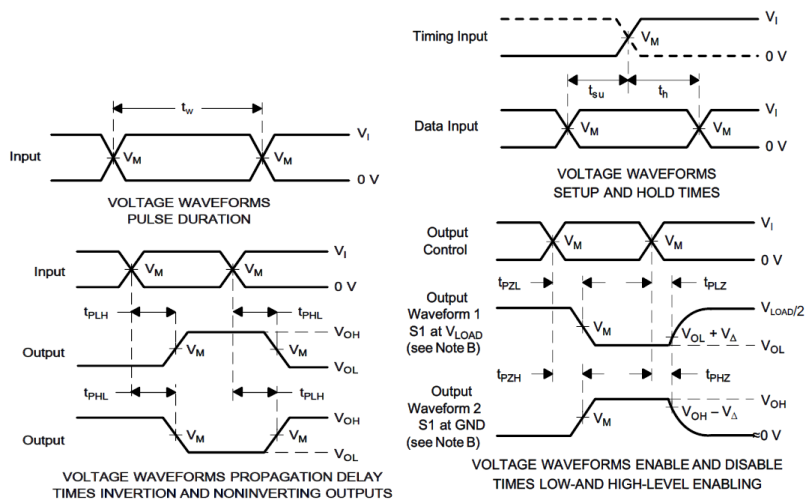 t_w
V_I
Input
V_M
V_M
0 V
VOLTAGE WAVEFORMS
PULSE DURATION
Timing Input
V_I
V_M
0 V
t_su
t_h
Data Input
V_I
V_M
V_M
0 V
VOLTAGE WAVEFORMS
SETUP AND HOLD TIMES
Input
V_I
V_M
V_M
0 V
t_PLH
t_PHL
Output
V_OH
V_M
V_M
V_OL
t_PHL
t_PLH
Output
V_OH
V_M
V_M
V_OL
VOLTAGE WAVEFORMS PROPAGATION DELAY
TIMES INVERTION AND NONINVERTING OUTPUTS
Output
Control
V_I
V_M
V_M
0 V
t_PZL
t_PLZ
Output
Waveform 1
S1 at V_LOAD
(see Note B)
V_LOAD/2
V_M
V_OL + V_Δ
V_OL
t_PZH
t_PHZ
Output
Waveform 2
S1 at GND
(see Note B)
V_OH
V_M
V_OH – V_Δ
≈0 V
VOLTAGE WAVEFORMS ENABLE AND DISABLE
TIMES LOW-AND HIGH-LEVEL ENABLING